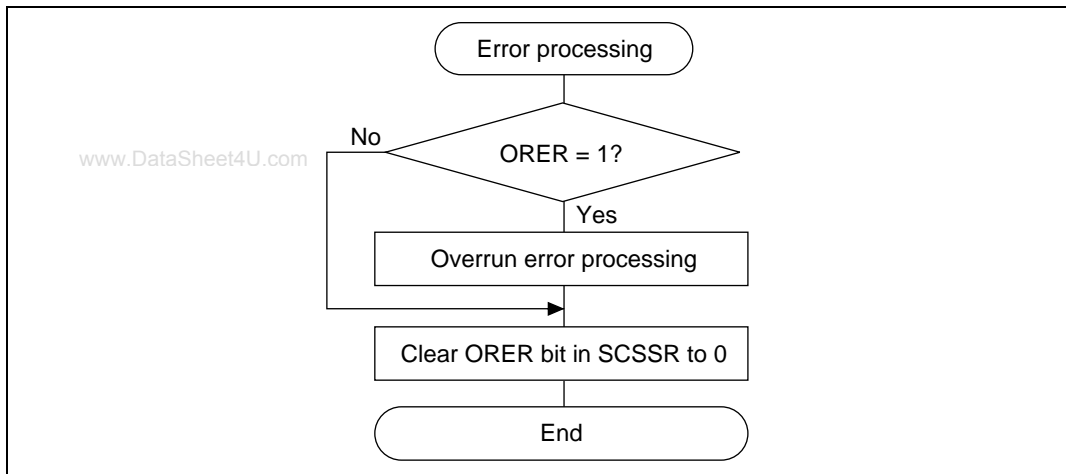 Error processing
No
www.DataSheet4U.com
ORER = 1?
Yes
Overrun error processing
Clear ORER bit in SCSSR to 0
End